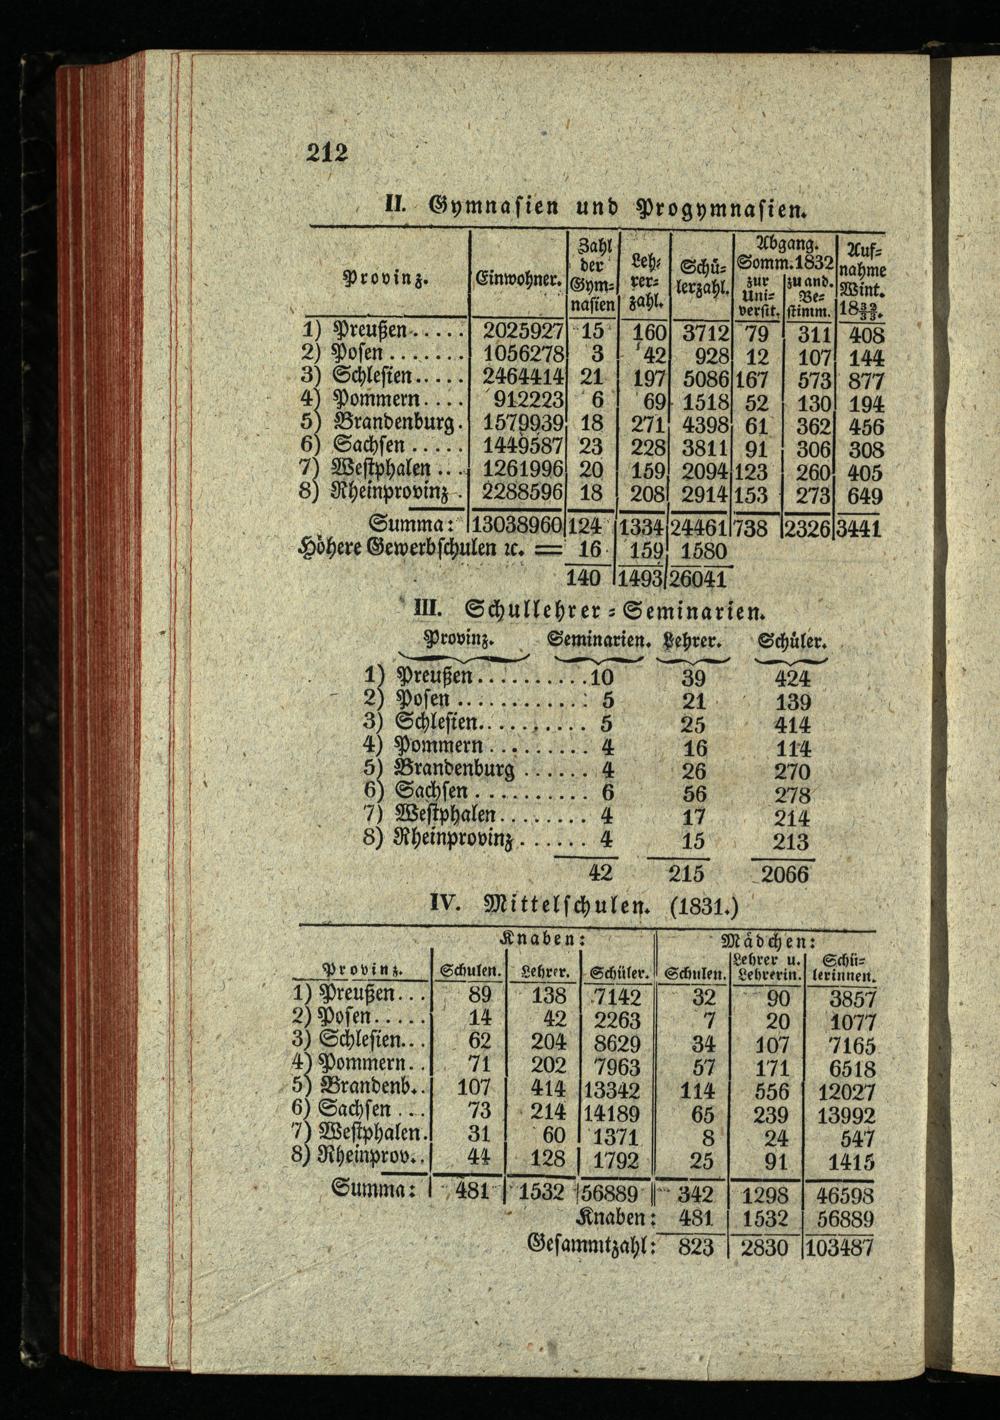 212
II. Gymnasien und Progymnasien.
Provinz. Einwohner. Zahl der Gymnasien Lehrerzahl. Schülerzahl. Abgang. Somm. 1832 zur Universit. zu and. Bestimm. Aufnahme Wint. 18 32/33.
1) Preußen..... 2025927 15 160 3712 79 311 408
2) Posen....... 1056278 3 42 928 12 107 144
3) Schlesien..... 2464414 21 197 5086 167 573 877
4) Pommern.... 912223 6 69 1518 52 130 194
5) Brandenburg. 1579939 18 271 4398 61 362 456
6) Sachsen..... 1449587 23 228 3811 91 306 308
7) Westphalen... 1261996 20 159 2094 123 260 405
8) Rheinprovinz. 2288596 18 208 2914 153 273 649
Summa: 13038960 124 1334 24461 738 2326 3441
Höhere Gewerbschulen ꝛc. = 16 159 1580
140 1493 26041
III. Schullehrer=Seminarien.
Provinz. Seminarien. Lehrer. Schüler.
1) Preußen..........10 39 424
2) Posen............ 5 21 139
3) Schlesien.......... 5 25 414
4) Pommern......... 4 16 114
5) Brandenburg...... 4 26 270
6) Sachsen.......... 6 56 278
7) Westphalen........ 4 17 214
8) Rheinprovinz...... 4 15 213
42 215 2066
IV. Mittelschulen. (1831.)
Knaben: Mädchen:
Provinz. Schulen. Lehrer. Schüler. Schulen. Lehrer u. Lehrerin. Schülerinnen.
1) Preußen... 89 138 7142 32 90 3857
2) Posen..... 14 42 2263 7 20 1077
3) Schlesien... 62 204 8629 34 107 7165
4) Pommern.. 71 202 7963 57 171 6518
5) Brandenb.. 107 414 13342 114 556 12027
6) Sachsen... 73 214 14189 65 239 13992
7) Westphalen. 31 60 1371 8 24 547
8) Rheinprov.. 44 128 1792 25 91 1415
Summa: 481 1532 56889 342 1298 46598
Knaben: 481 1532 56889
Gesammtzahl: 823 2830 103487